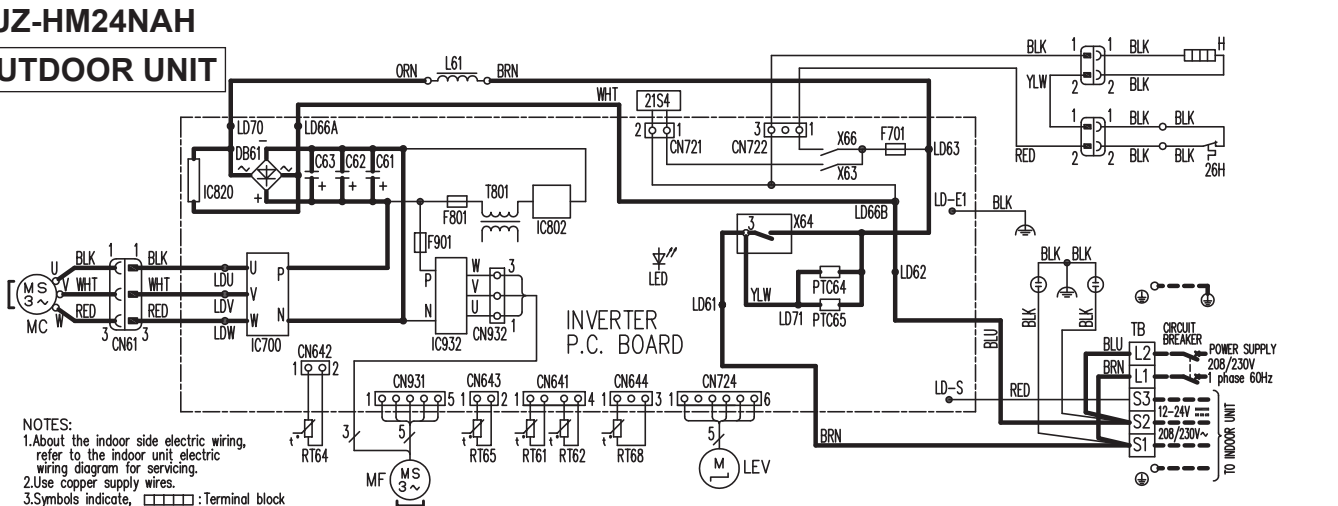 UZ-HM24NAH
UTDOOR UNIT
ORN L61 BRN
WHT
21S4
2 1
CN721
3 1
CN722
X66
X63
F701
LD63
BLK 1 1 BLK H
YLW
2 2 BLK
1 1 BLK BLK
RED
2 2 BLK BLK
26H
LD70 LD66A
DB61
−
~ ~
+
C63 C62 C61
+ + +
IC820
F801
T801
IC802
F901
LD66B
LD-E1 BLK
3 X64
LED
LD62
LD61
YLW
PTC64
LD71 PTC65
BLK BLK
BLK
BLK
U BLK 1 1 BLK
LDU
U P
MS
3~
V WHT WHT
LDV
V
MC
W RED 3 3 RED
LDW
W N
CN61
IC700
P
N
W
V
U
3
1
CN932
IC932
INVERTER
P.C. BOARD
BLU
TB
CIRCUIT
BREAKER
BLU L2
BRN L1
POWER SUPPLY
208/230V
1 phase 60Hz
LD-S RED S3
12-24V
S2
208/230V~
S1
TO INDOOR UNIT
BRN
CN642
1 2
t°
RT64
CN931
1 5
3
5
MF
MS
3~
CN643
1 2
t°
RT65
CN641
1 4
t° t°
RT61 RT62
CN644
1 3
t°
RT68
CN724
1 6
5
M
LEV
NOTES:
1.About the indoor side electric wiring,
refer to the indoor unit electric
wiring diagram for servicing.
2.Use copper supply wires.
3.Symbols indicate, : Terminal block